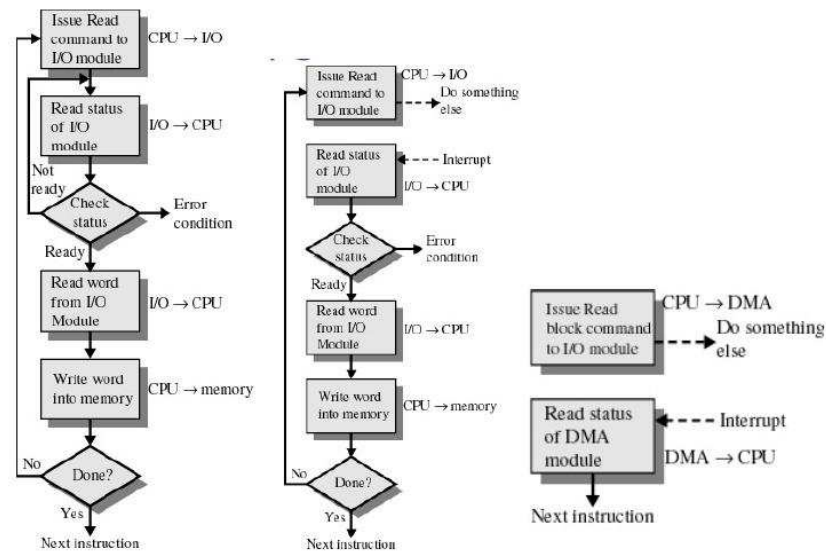 Issue Read
command to
I/O module
CPU → I/O
Read status
of I/O
module
I/O → CPU
Not
ready
Check
status
Error
condition
Ready
Read word
from I/O
Module
I/O → CPU
Write word
into memory
CPU → memory
No
Done?
Yes
Next instruction
Issue Read
command to
I/O module
CPU → I/O
Do something
else
Read status
of I/O
module
Interrupt
I/O → CPU
Check
status
Error
condition
Ready
Read word
from I/O
Module
I/O → CPU
Write word
into memory
CPU → memory
No
Done?
Yes
Next instruction
Issue Read
block command
to I/O module
CPU → DMA
Do something
else
Read status
of DMA
module
Interrupt
DMA → CPU
Next instruction